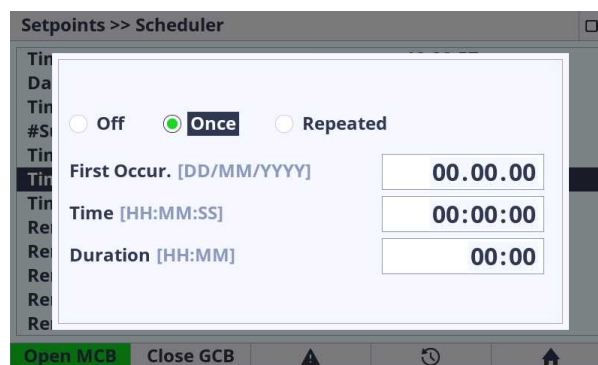 Setpoints >> Scheduler
Off Once Repeated
First Occur. [DD/MM/YYYY] 00.00.00
Time [HH:MM:SS] 00:00:00
Duration [HH:MM] 00:00
Open MCB Close GCB